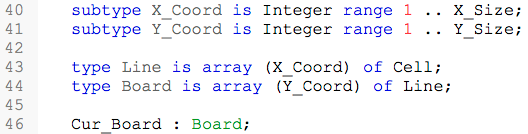 40 subtype X_Coord is Integer range 1 .. X_Size;
41 subtype Y_Coord is Integer range 1 .. Y_Size;
42
43 type Line is array (X_Coord) of Cell;
44 type Board is array (Y_Coord) of Line;
45
46 Cur_Board : Board;